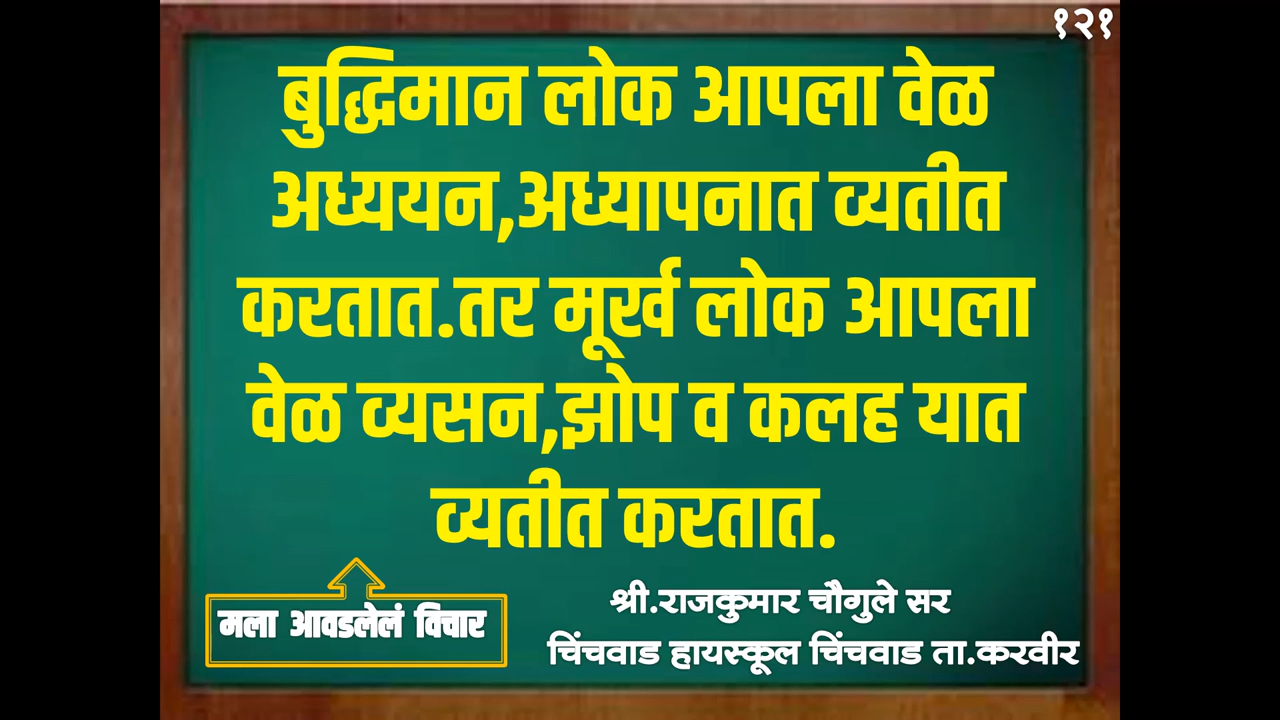 १२१
बुद्धिमान लोक आपला वेळ
अध्ययन,अध्यापनात व्यतीत
करतात.तर मूर्ख लोक आपला
वेळ व्यसन,झोप व कलह यात
व्यतीत करतात.
मला आवडलेलं विचार
श्री.राजकुमार चौगुले सर
चिंचवाड हायस्कूल चिंचवाड ता.करवीर